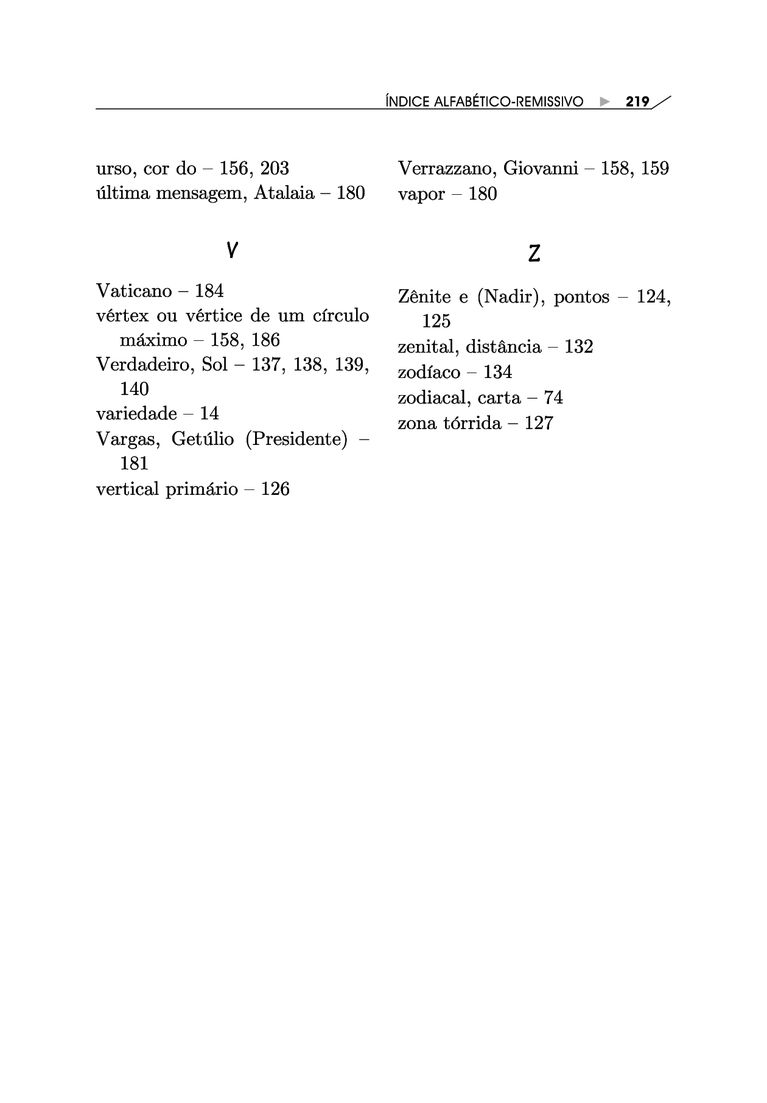 ÍNDICE ALFABÉTICO-REMISSIVO ► 219
urso, cor do – 156, 203
última mensagem, Atalaia – 180
V
Vaticano – 184
vértex ou vértice de um círculo
máximo – 158, 186
Verdadeiro, Sol – 137, 138, 139,
140
variedade – 14
Vargas, Getúlio (Presidente) –
181
vertical primário – 126
Verrazzano, Giovanni – 158, 159
vapor – 180
Z
Zênite e (Nadir), pontos – 124,
125
zenital, distância – 132
zodíaco – 134
zodiacal, carta – 74
zona tórrida – 127